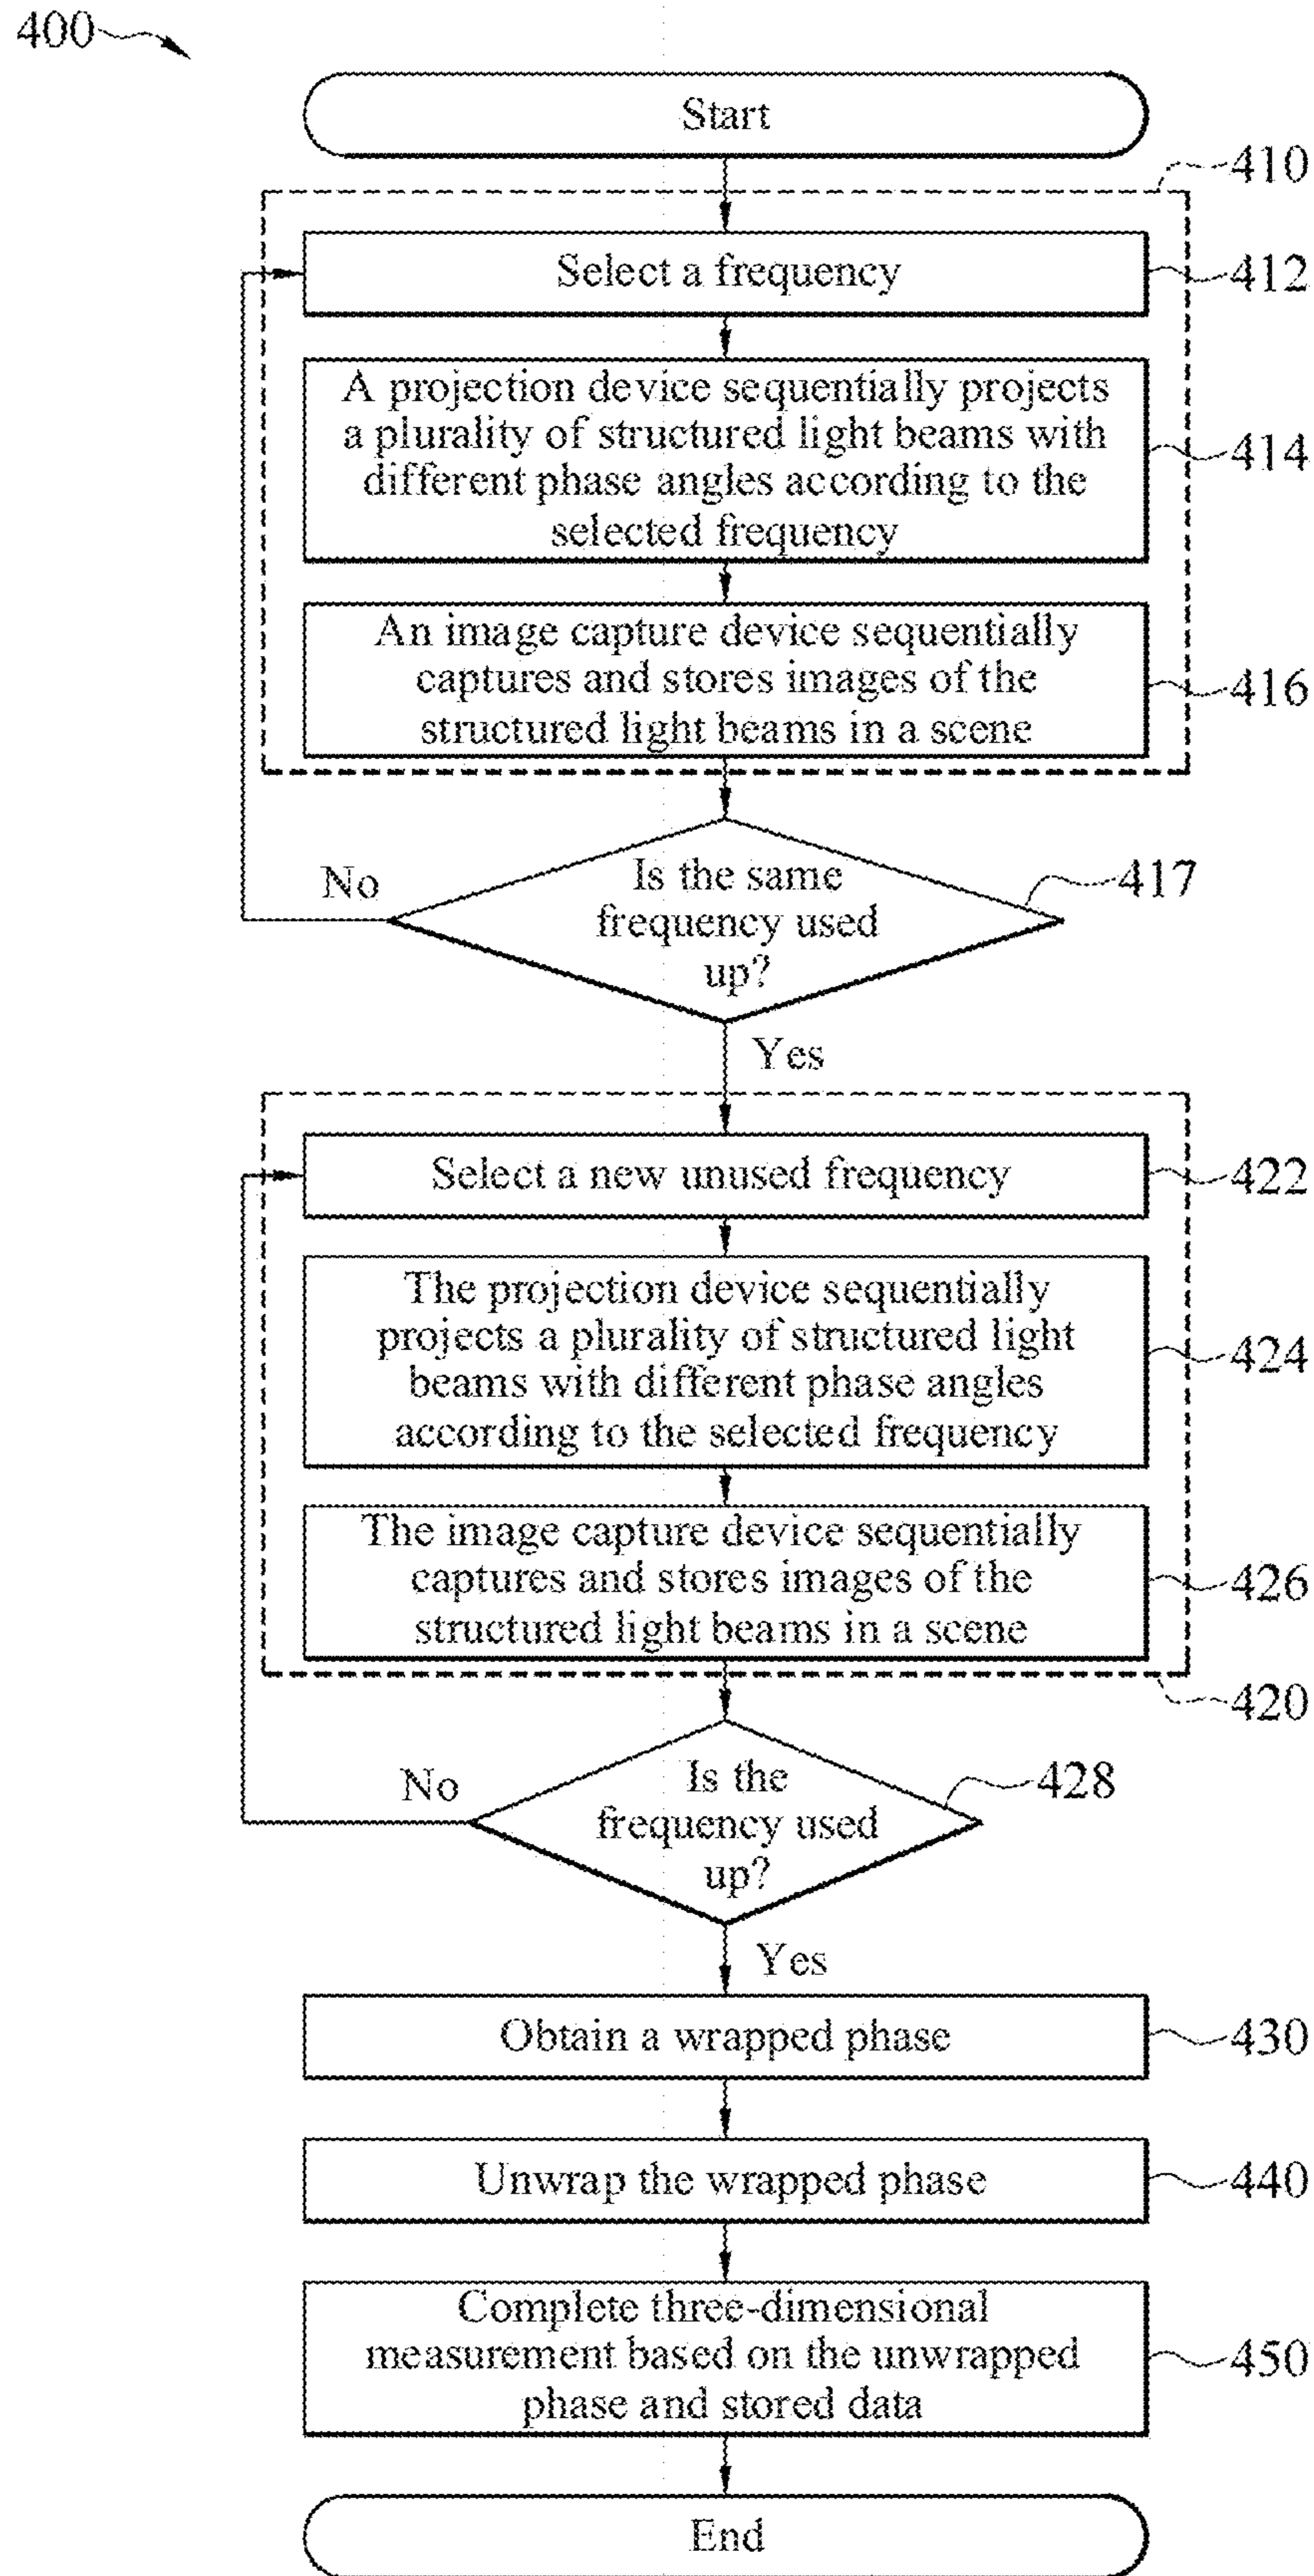 400
Start
410
Select a frequency
412
A projection device sequentially projects
a plurality of structured light beams with
different phase angles according to the
selected frequency
414
An image capture device sequentially
captures and stores images of the
structured light beams in a scene
416
Is the same
frequency used
up?
417
No
Yes
Select a new unused frequency
422
The projection device sequentially
projects a plurality of structured light
beams with different phase angles
according to the selected frequency
424
The image capture device sequentially
captures and stores images of the
structured light beams in a scene
426
420
Is the
frequency used
up?
428
No
Yes
Obtain a wrapped phase
430
Unwrap the wrapped phase
440
Complete three-dimensional
measurement based on the unwrapped
phase and stored data
450
End